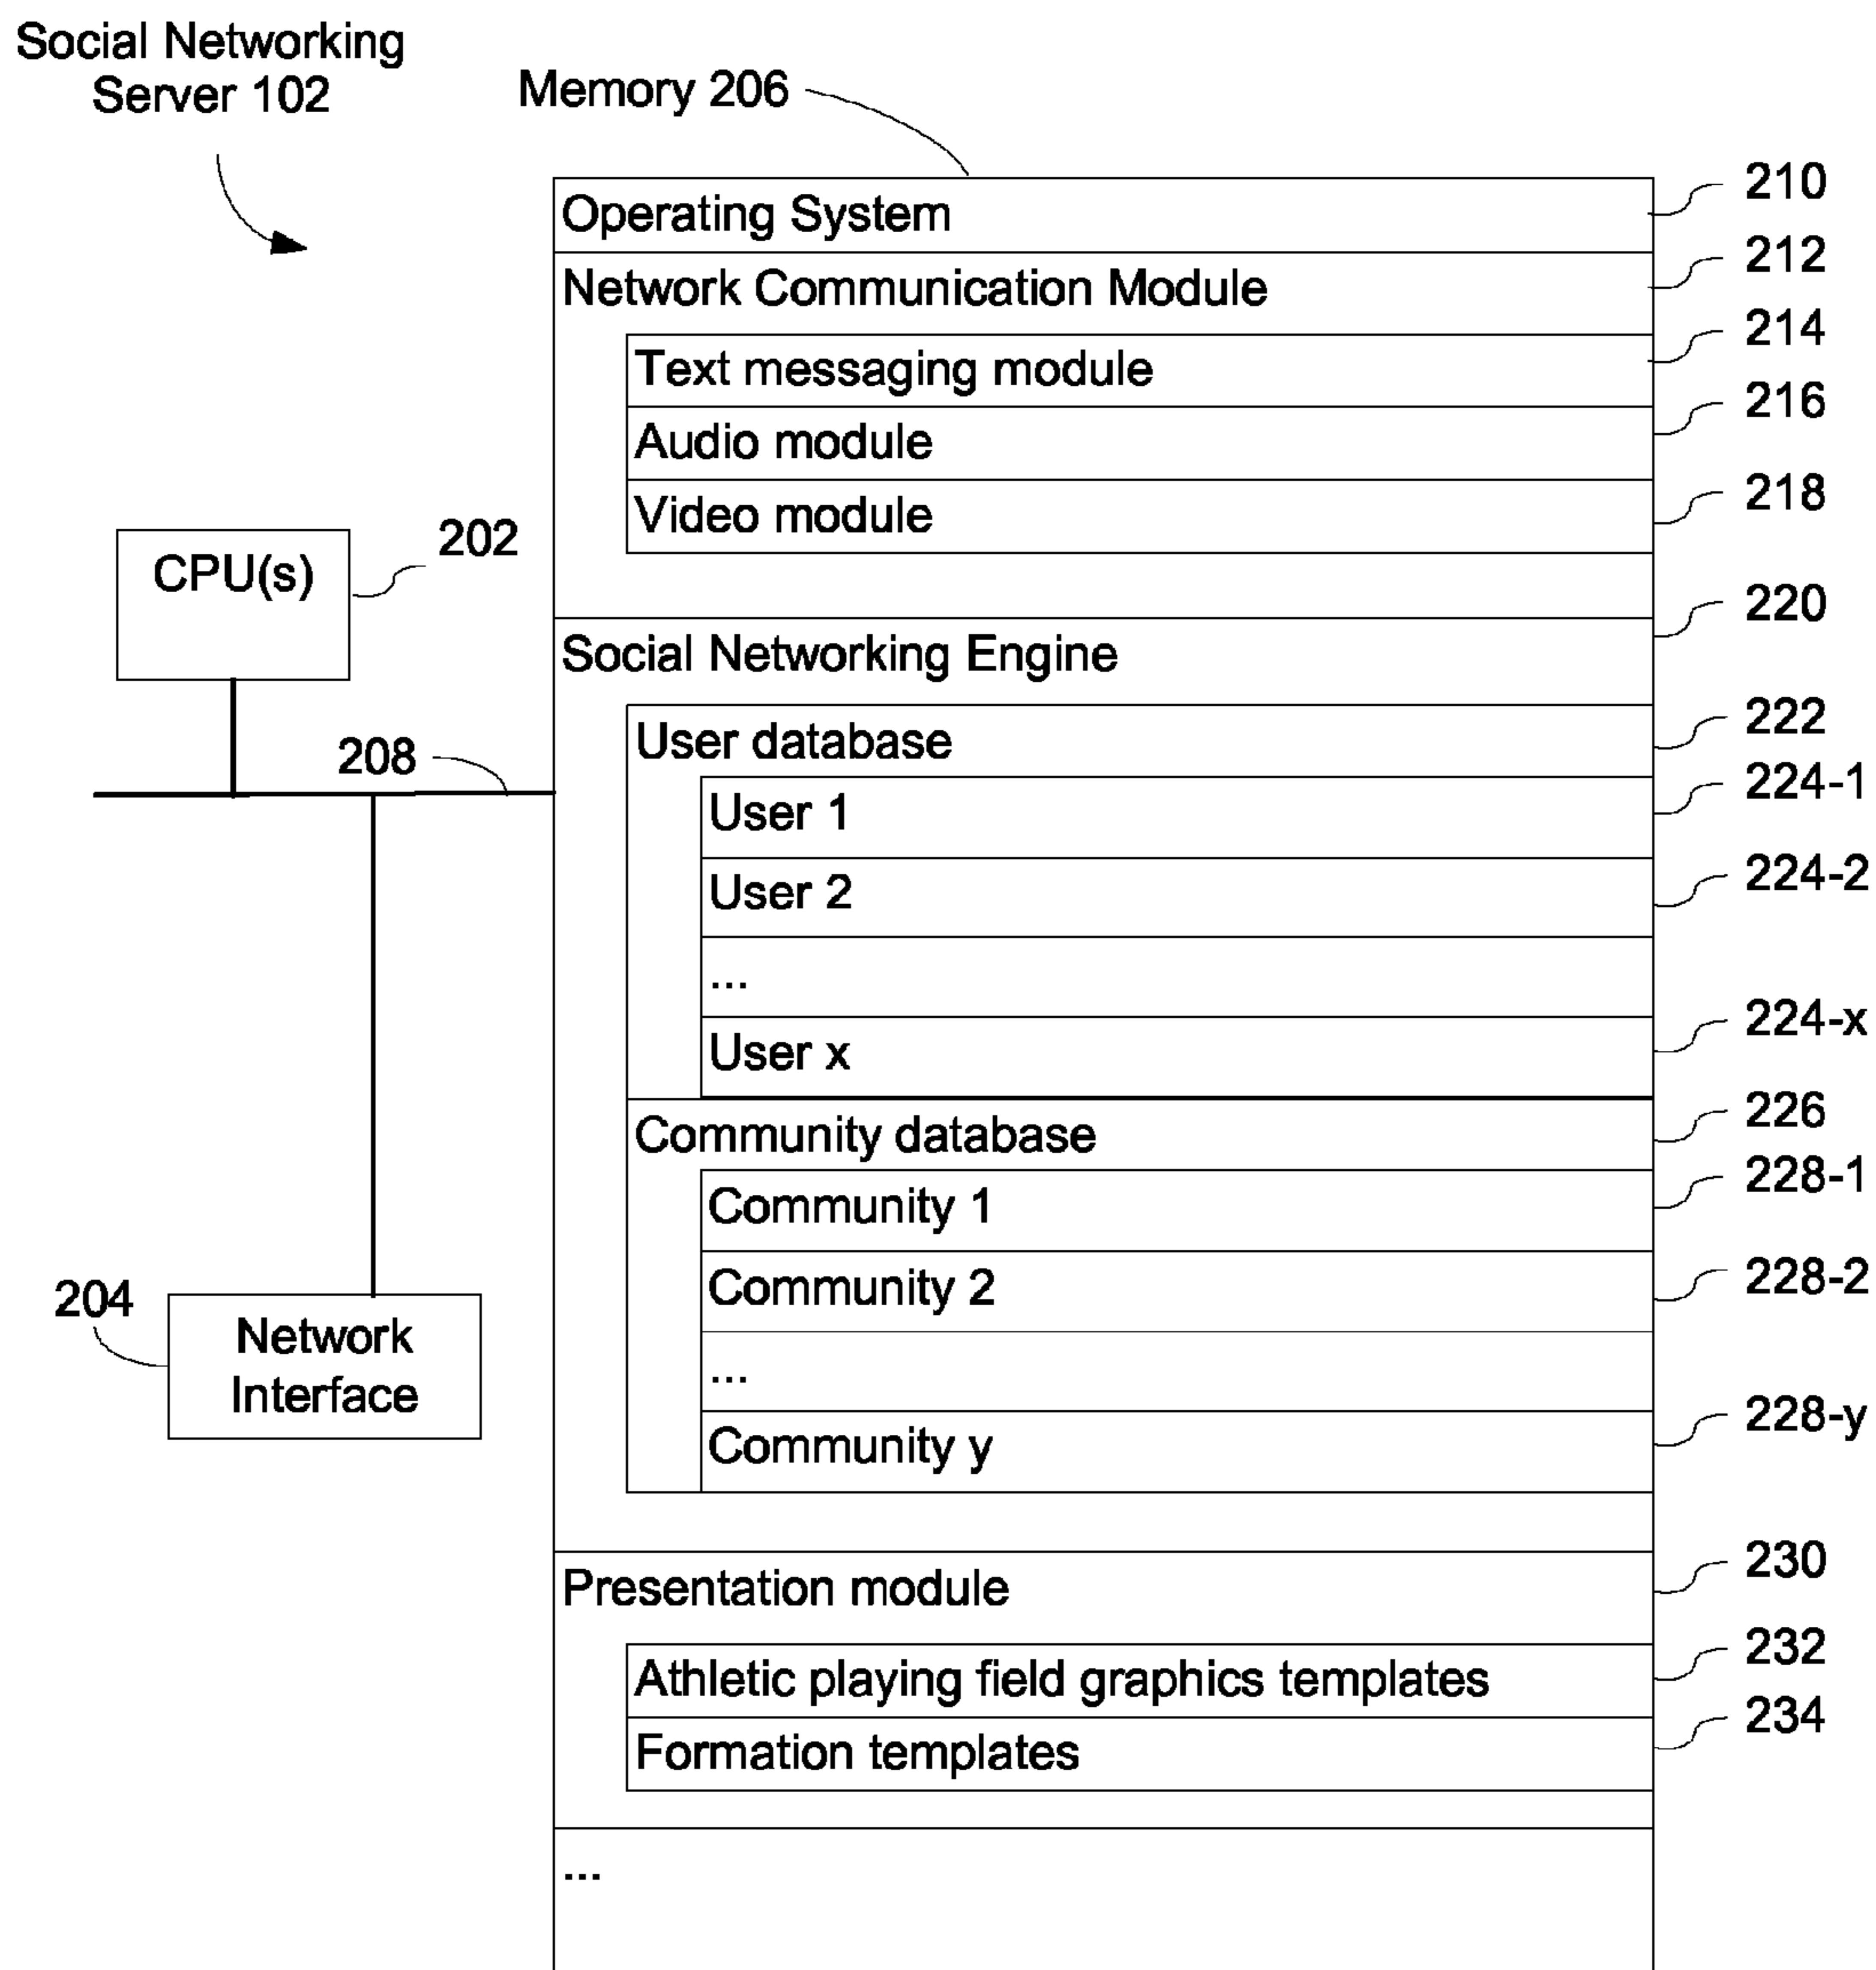 Social Networking
Server 102
Memory 206
Operating System
210
Network Communication Module
212
Text messaging module
214
Audio module
216
Video module
218
CPU(s)
202
220
Social Networking Engine
User database
222
208
User 1
224-1
User 2
224-2
...
User x
224-x
Community database
226
Community 1
228-1
Community 2
228-2
204
Network
Interface
...
Community y
228-y
Presentation module
230
Athletic playing field graphics templates
232
Formation templates
234
...